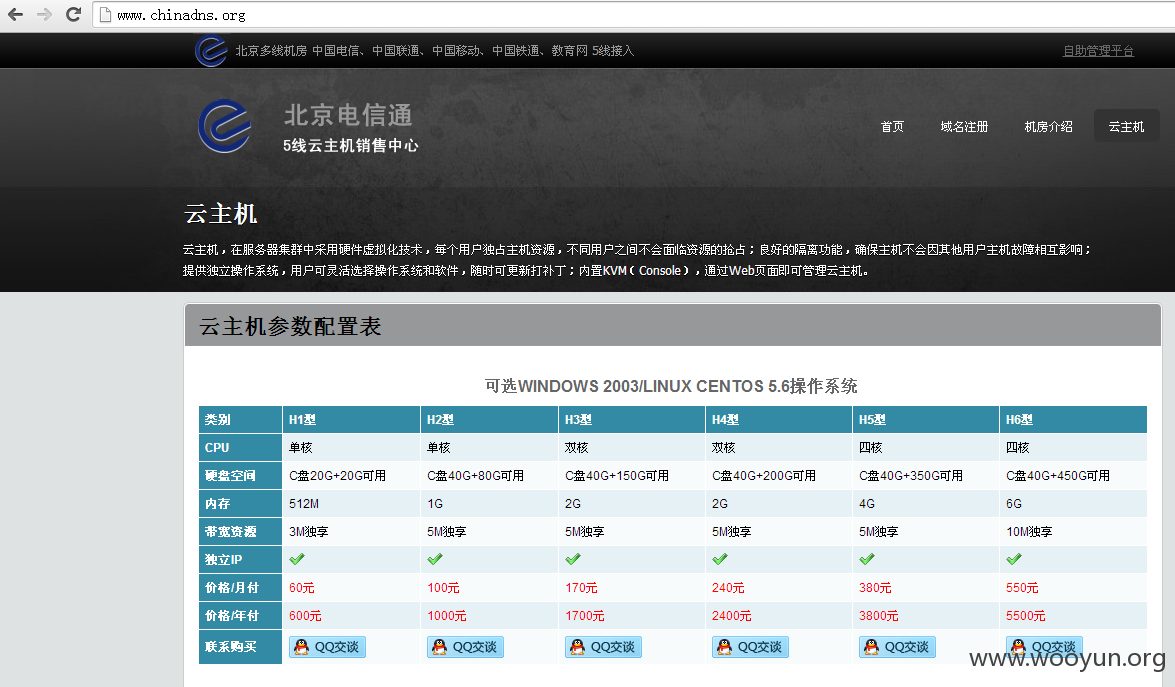 www.chinadns.org
北京多线机房 中国电信、中国联通、中国移动、中国铁通、教育网 5线接入
自助管理平台
北京电信通
5线云主机销售中心
首页 域名注册 机房介绍 云主机
云主机
云主机，在服务器集群中采用硬件虚拟化技术，每个用户独占主机资源，不同用户之间不会面临资源的抢占；良好的隔离功能，确保主机不会因其他用户主机故障相互影响；
提供独立操作系统，用户可灵活选择操作系统和软件，随时可更新打补丁；内置KVM（Console），通过Web页面即可管理云主机。
云主机参数配置表
可选WINDOWS 2003/LINUX CENTOS 5.6操作系统
类别 H1型 H2型 H3型 H4型 H5型 H6型
CPU 单核 单核 双核 双核 四核 四核
硬盘空间 C盘20G+20G可用 C盘40G+80G可用 C盘40G+150G可用 C盘40G+200G可用 C盘40G+350G可用 C盘40G+450G可用
内存 512M 1G 2G 2G 4G 6G
带宽资源 3M独享 5M独享 5M独享 5M独享 5M独享 10M独享
独立IP
价格/月付 60元 100元 170元 240元 380元 550元
价格/年付 600元 1000元 1700元 2400元 3800元 5500元
联系购买 QQ交谈 QQ交谈 QQ交谈 QQ交谈 QQ交谈 QQ交谈
www.wooyun.org